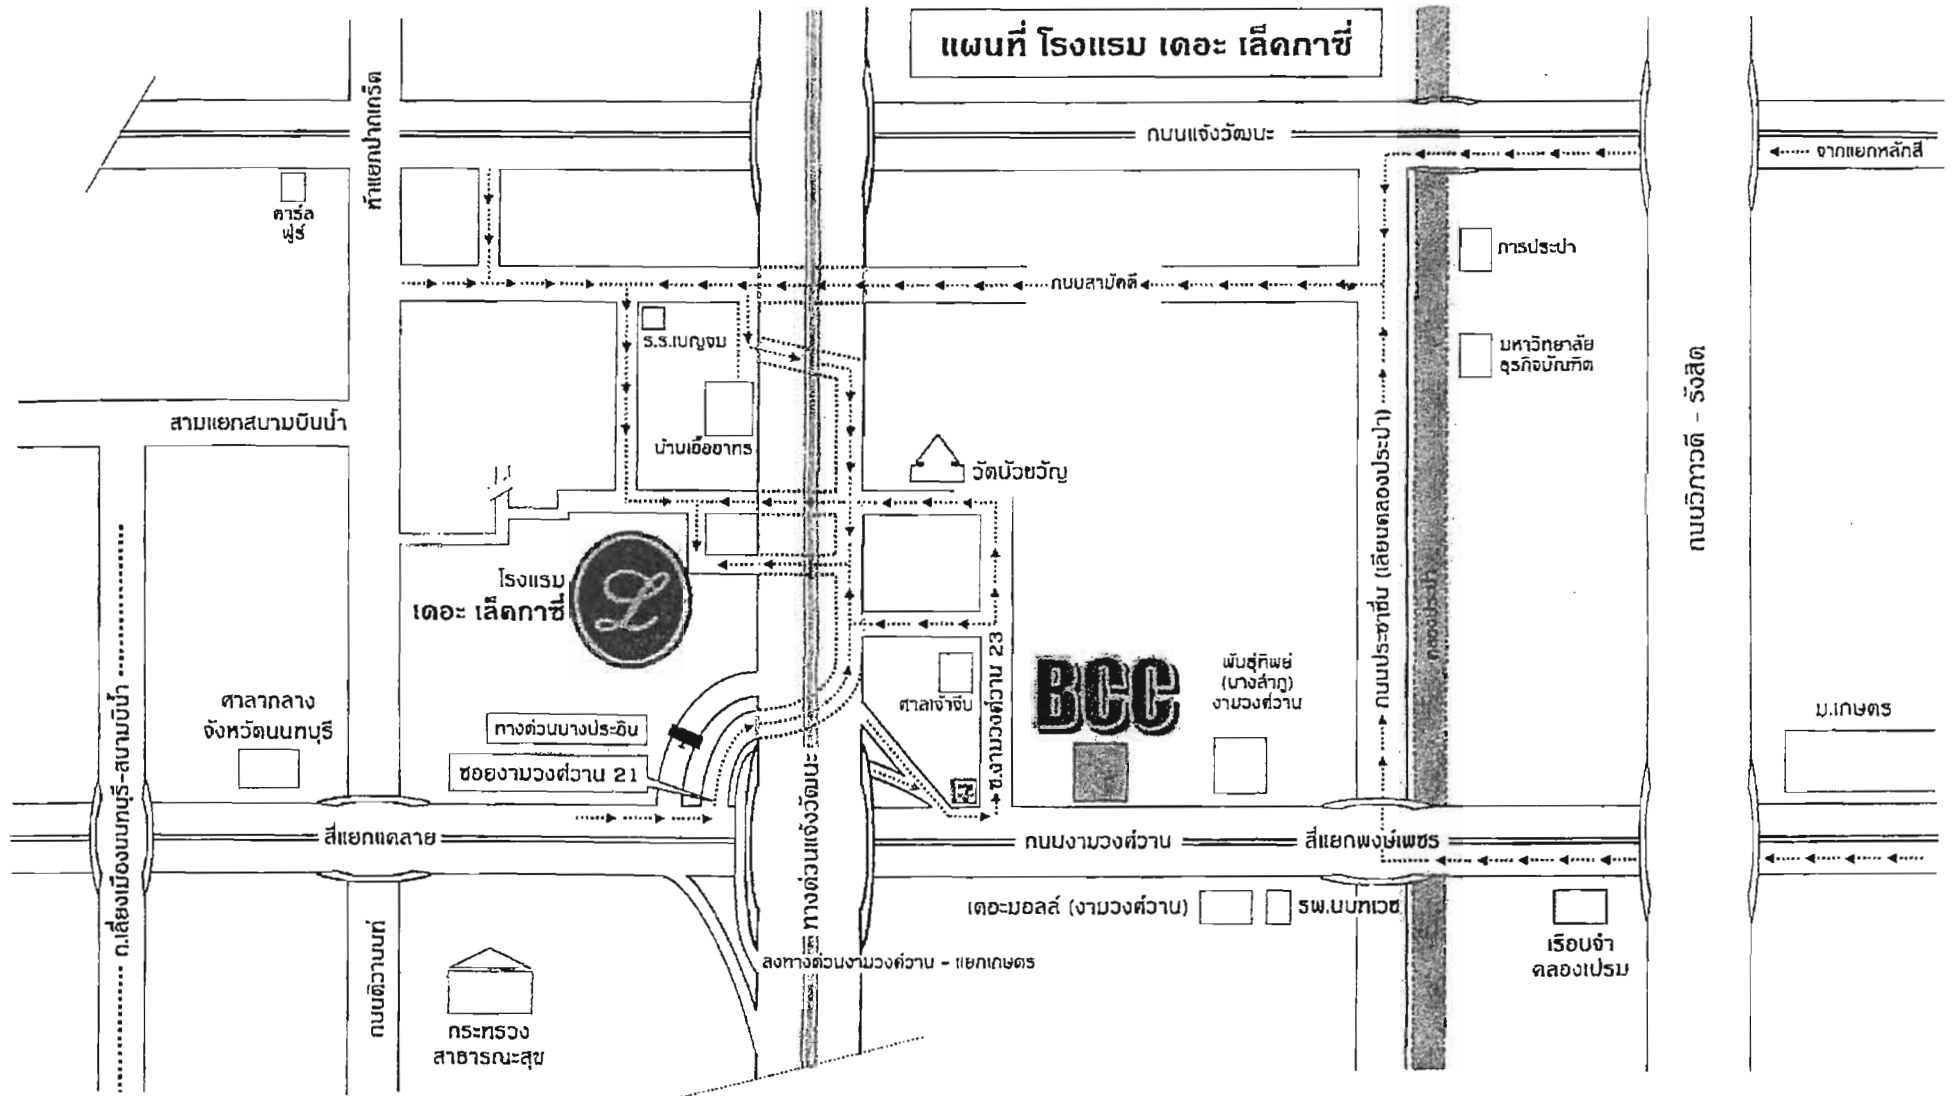 แผนที่ โรงแรม เดอะ เล็คกาซี่
ถนนแจ้งวัฒนะ
จากแยกหลักสี่
ห้าแยกปากเกร็ด
คาร์ล
ฟูร์
การประปา
ถนนสามัคคี
ร.ร.เบญจม
มหาวิทยาลัย
ธุรกิจบัณฑิต
ถนนวิภาวดี - รังสิต
สามแยกสนามบินน้ำ
บ้านเอื้ออาทร
วัดบัวขวัญ
ถนนประชาชื่น (เลียบคลองประปา)
คลองประปา
โรงแรม
เดอะ เล็คกาซี่
L
ถ.เลี่ยงเมืองนนทบุรี-สนามบินน้ำ
ศาลากลาง
จังหวัดนนทบุรี
ทางด่วนบางประอิน
ซอยงามวงศ์วาน 21
ศาลเจ้าจีน
ซ.งามวงศ์วาน 23
BCC
พันธุ์ทิพย์
(บางลำภู)
งามวงศ์วาน
ม.เกษตร
ทางด่วนแจ้งวัฒนะ
สี่แยกแคลาย
ถนนงามวงศ์วาน
สี่แยกพงษ์เพชร
เดอะมอลล์ (งามวงศ์วาน)
รพ.นนทเวช
เรือนจำ
คลองเปรม
ถนนติวานนท์
ลงทางด่วนงามวงศ์วาน - แยกเกษตร
กระทรวง
สาธารณะสุข